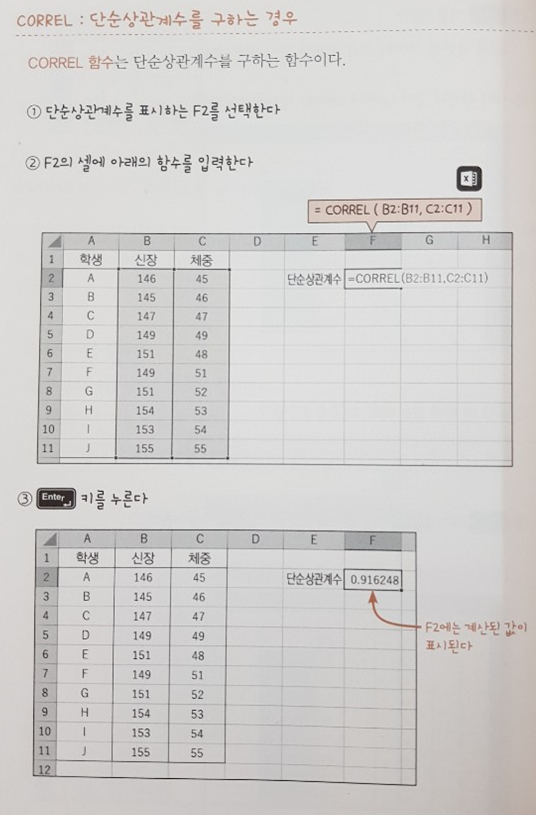 CORREL : 단순상관계수를 구하는 경우
CORREL 함수는 단순상관계수를 구하는 함수이다.
① 단순상관계수를 표시하는 F2를 선택한다
② F2의 셀에 아래의 함수를 입력한다
X
= CORREL ( B2:B11, C2:C11 )
A B C D E F G H
1 학생 신장 체중
2 A 146 45 단순상관계수 =CORREL(B2:B11,C2:C11)
3 B 145 46
4 C 147 47
5 D 149 49
6 E 151 48
7 F 149 51
8 G 151 52
9 H 154 53
10 I 153 54
11 J 155 55
③ Enter 키를 누른다
A B C D E F
1 학생 신장 체중
2 A 146 45 단순상관계수 0.916248
3 B 145 46
4 C 147 47
5 D 149 49
6 E 151 48
7 F 149 51
8 G 151 52
9 H 154 53
10 I 153 54
11 J 155 55
12
F2에는 계산된 값이
표시된다